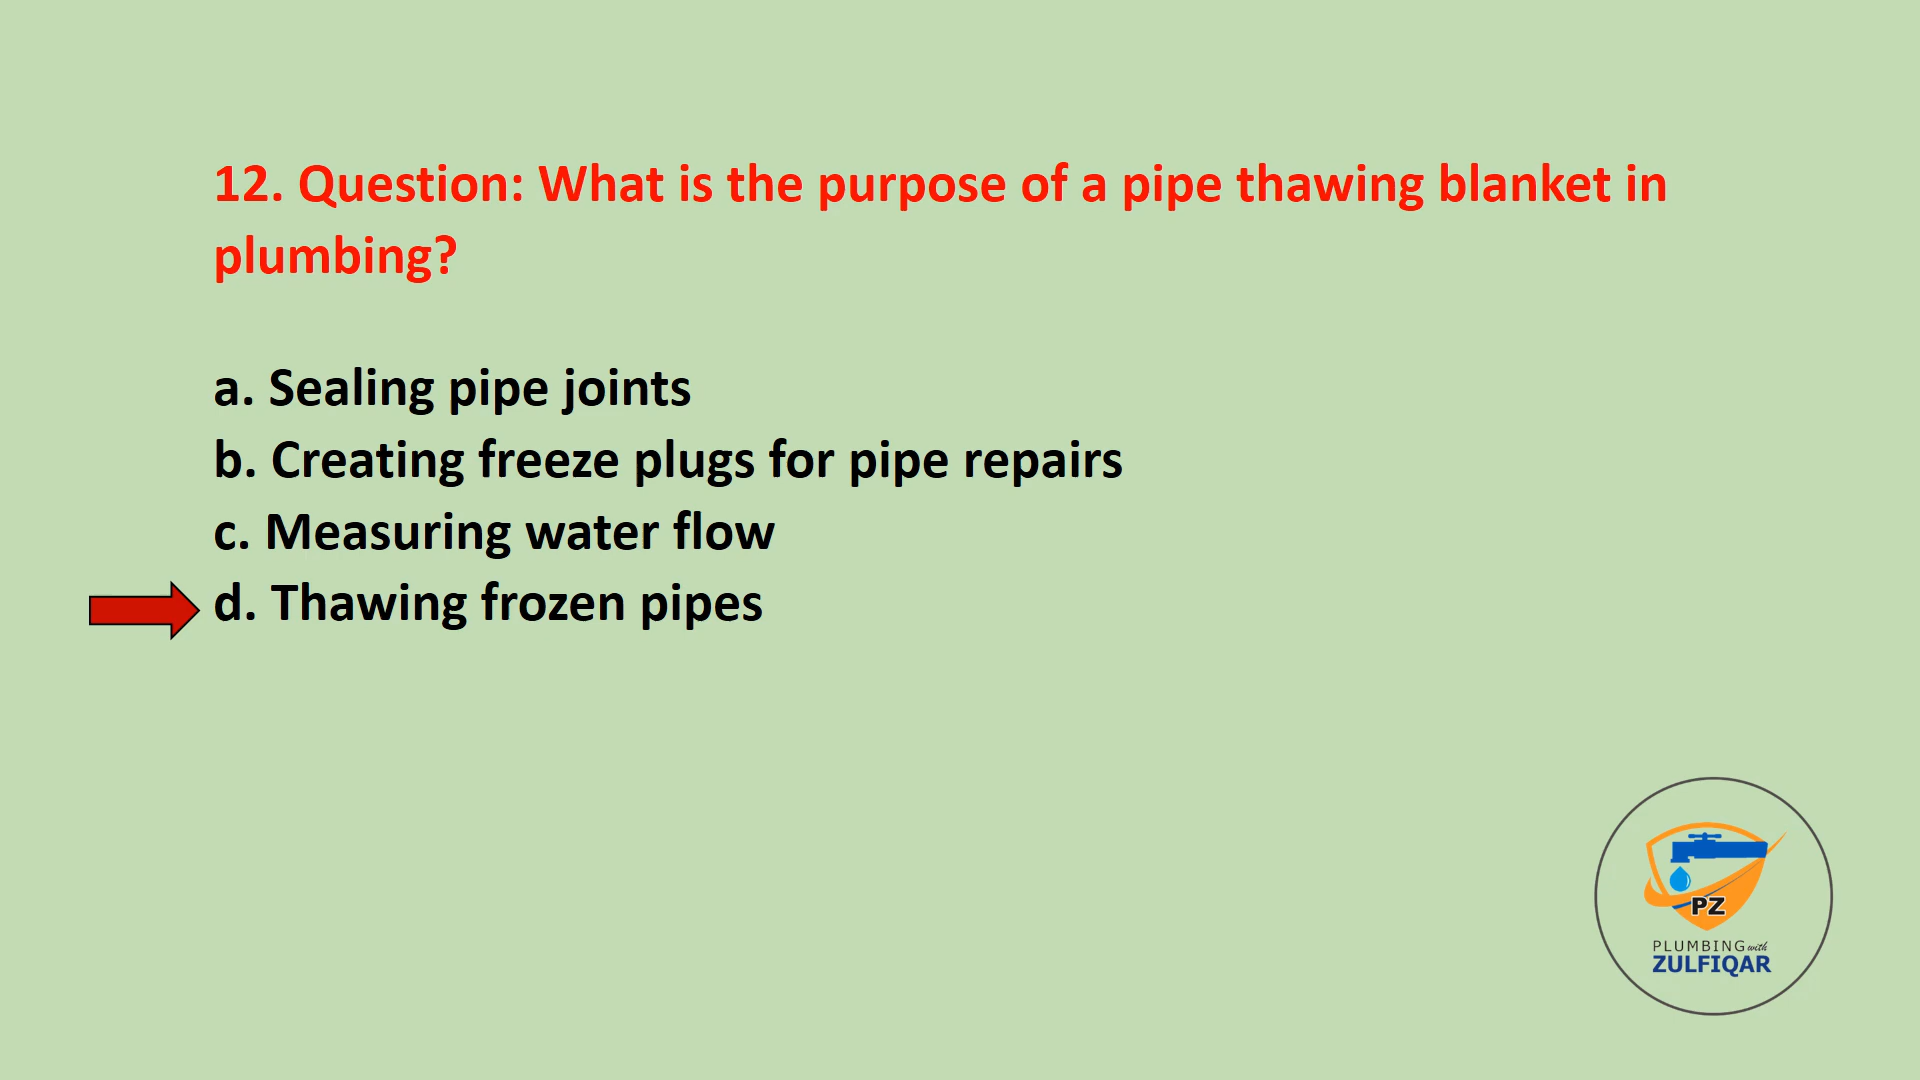 12. Question: What is the purpose of a pipe thawing blanket in
plumbing?
a. Sealing pipe joints
b. Creating freeze plugs for pipe repairs
c. Measuring water flow
d. Thawing frozen pipes
PZ
PLUMBING with
ZULFIQAR